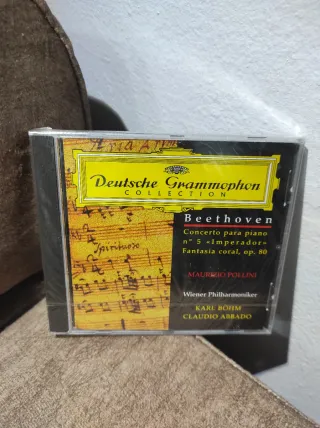 Deutsche Grammophon
COLLECTION
Beethoven
Concerto para piano
nº 5 «Imperador»
Fantasia coral, op. 80
MAURIZIO POLLINI
Wiener Philharmoniker
KARL BÖHM
CLAUDIO ABBADO
Spirituoso